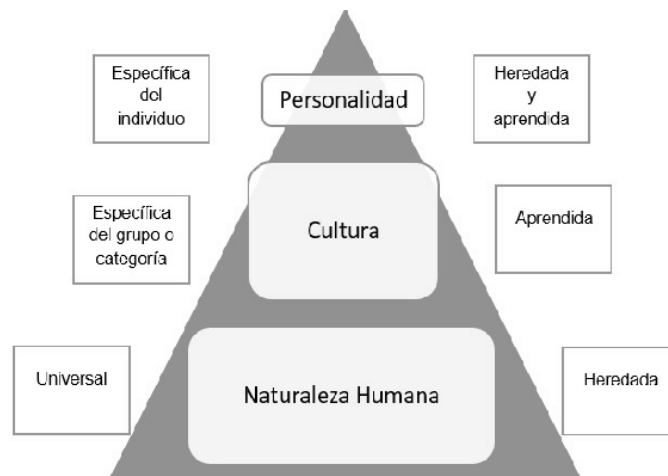 Específica
del
individuo
Personalidad
Heredada
y
aprendida
Específica
del grupo o
categoría
Cultura
Aprendida
Universal
Naturaleza Humana
Heredada